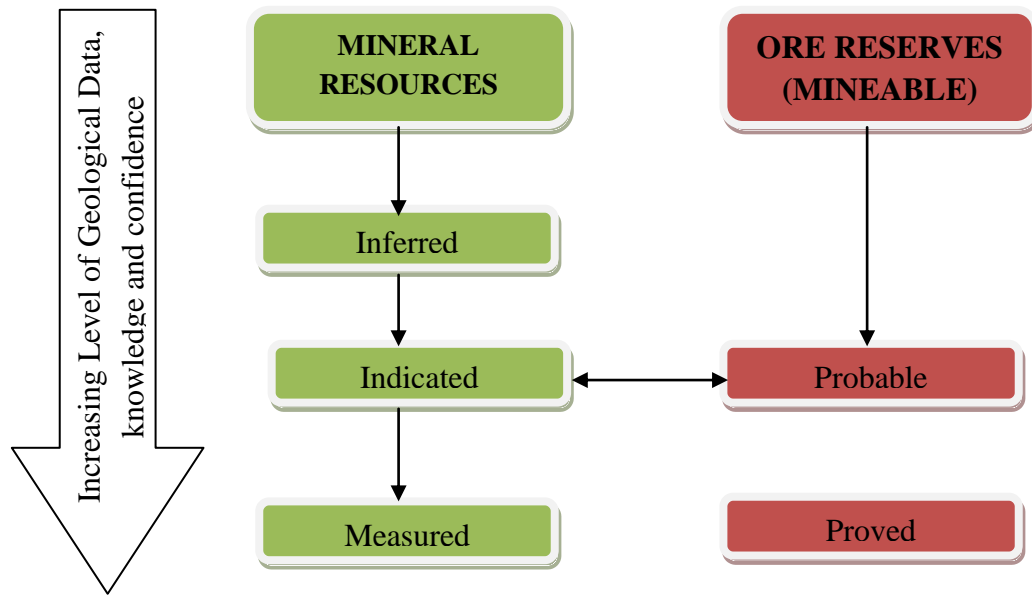 Increasing Level of Geological Data,
knowledge and confidence
MINERAL
RESOURCES
ORE RESERVES
(MINEABLE)
Inferred
Indicated
Probable
Measured
Proved